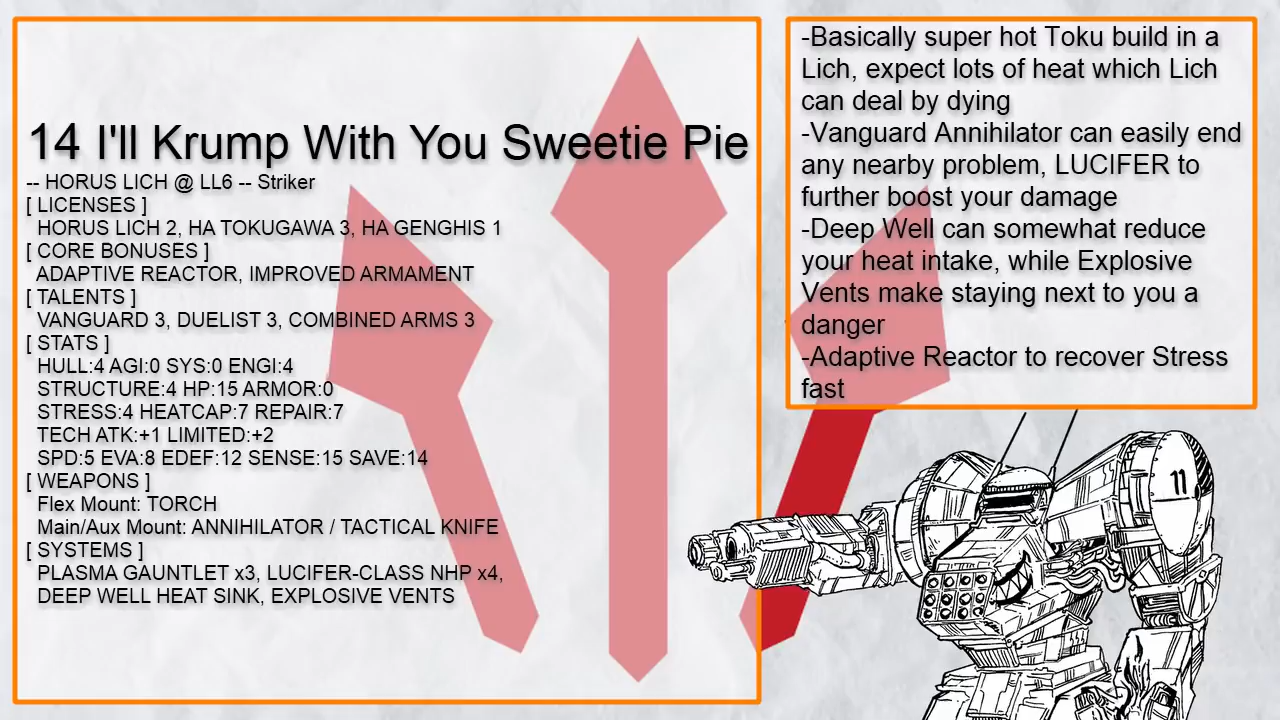 14 I'll Krump With You Sweetie Pie
-- HORUS LICH @ LL6 -- Striker
[ LICENSES ]
HORUS LICH 2, HA TOKUGAWA 3, HA GENGHIS 1
[ CORE BONUSES ]
ADAPTIVE REACTOR, IMPROVED ARMAMENT
[ TALENTS ]
VANGUARD 3, DUELIST 3, COMBINED ARMS 3
[ STATS ]
HULL:4 AGI:0 SYS:0 ENGI:4
STRUCTURE:4 HP:15 ARMOR:0
STRESS:4 HEATCAP:7 REPAIR:7
TECH ATK:+1 LIMITED:+2
SPD:5 EVA:8 EDEF:12 SENSE:15 SAVE:14
[ WEAPONS ]
Flex Mount: TORCH
Main/Aux Mount: ANNIHILATOR / TACTICAL KNIFE
[ SYSTEMS ]
PLASMA GAUNTLET x3, LUCIFER-CLASS NHP x4,
DEEP WELL HEAT SINK, EXPLOSIVE VENTS
-Basically super hot Toku build in a
Lich, expect lots of heat which Lich
can deal by dying
-Vanguard Annihilator can easily end
any nearby problem, LUCIFER to
further boost your damage
-Deep Well can somewhat reduce
your heat intake, while Explosive
Vents make staying next to you a
danger
-Adaptive Reactor to recover Stress
fast
11